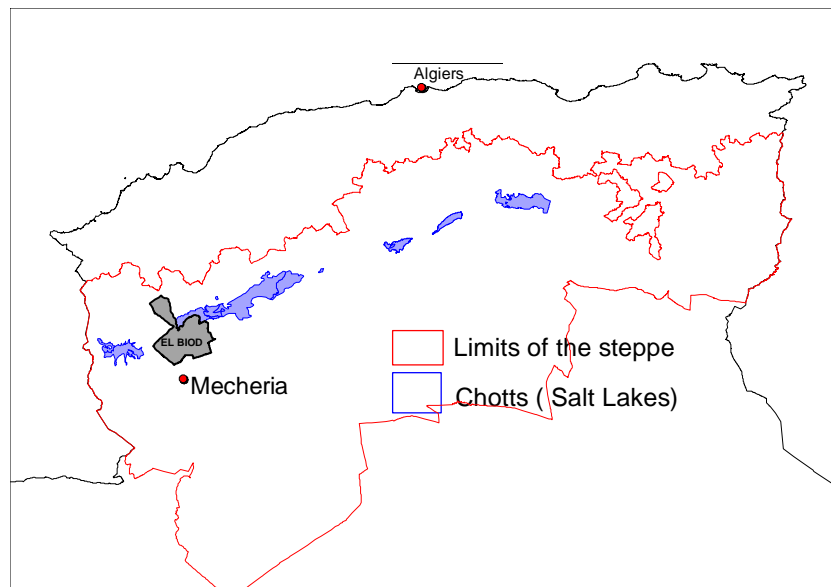 Algiers
EL BIOD
Limits of the steppe
Mecheria
Chotts ( Salt Lakes)